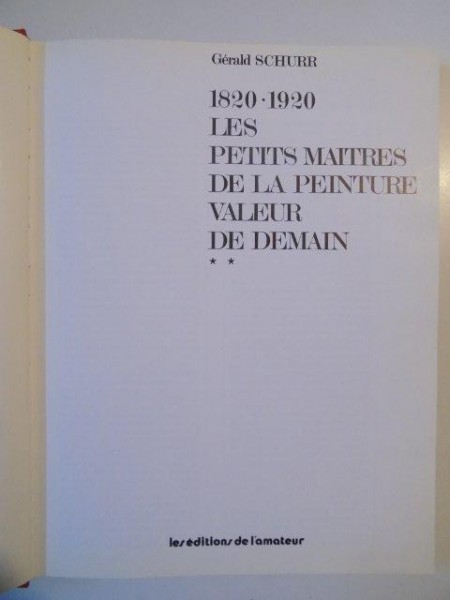 Gérald SCHURR
1820·1920
LES
PETITS MAITRES
DE LA PEINTURE
VALEUR
DE DEMAIN
★ ★
les éditions de l'amateur